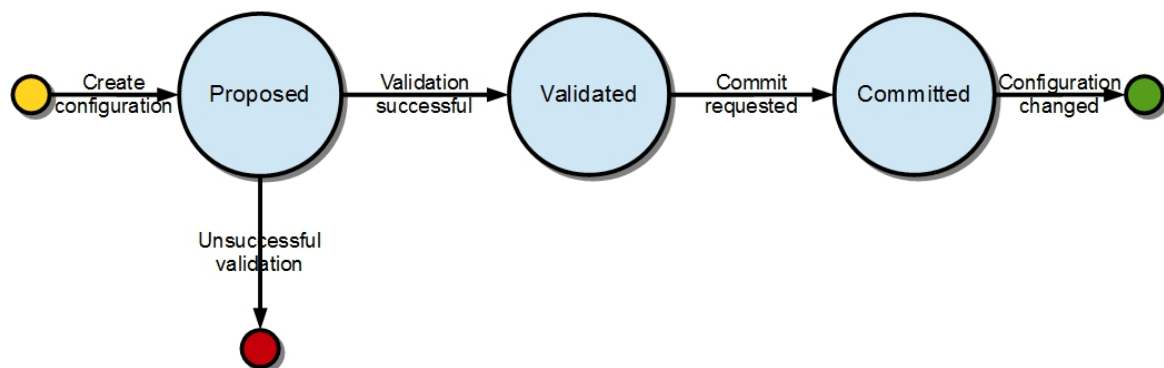 Create
configuration
Proposed
Validation
successful
Validated
Commit
requested
Committed
Configuration
changed
Unsuccessful
validation